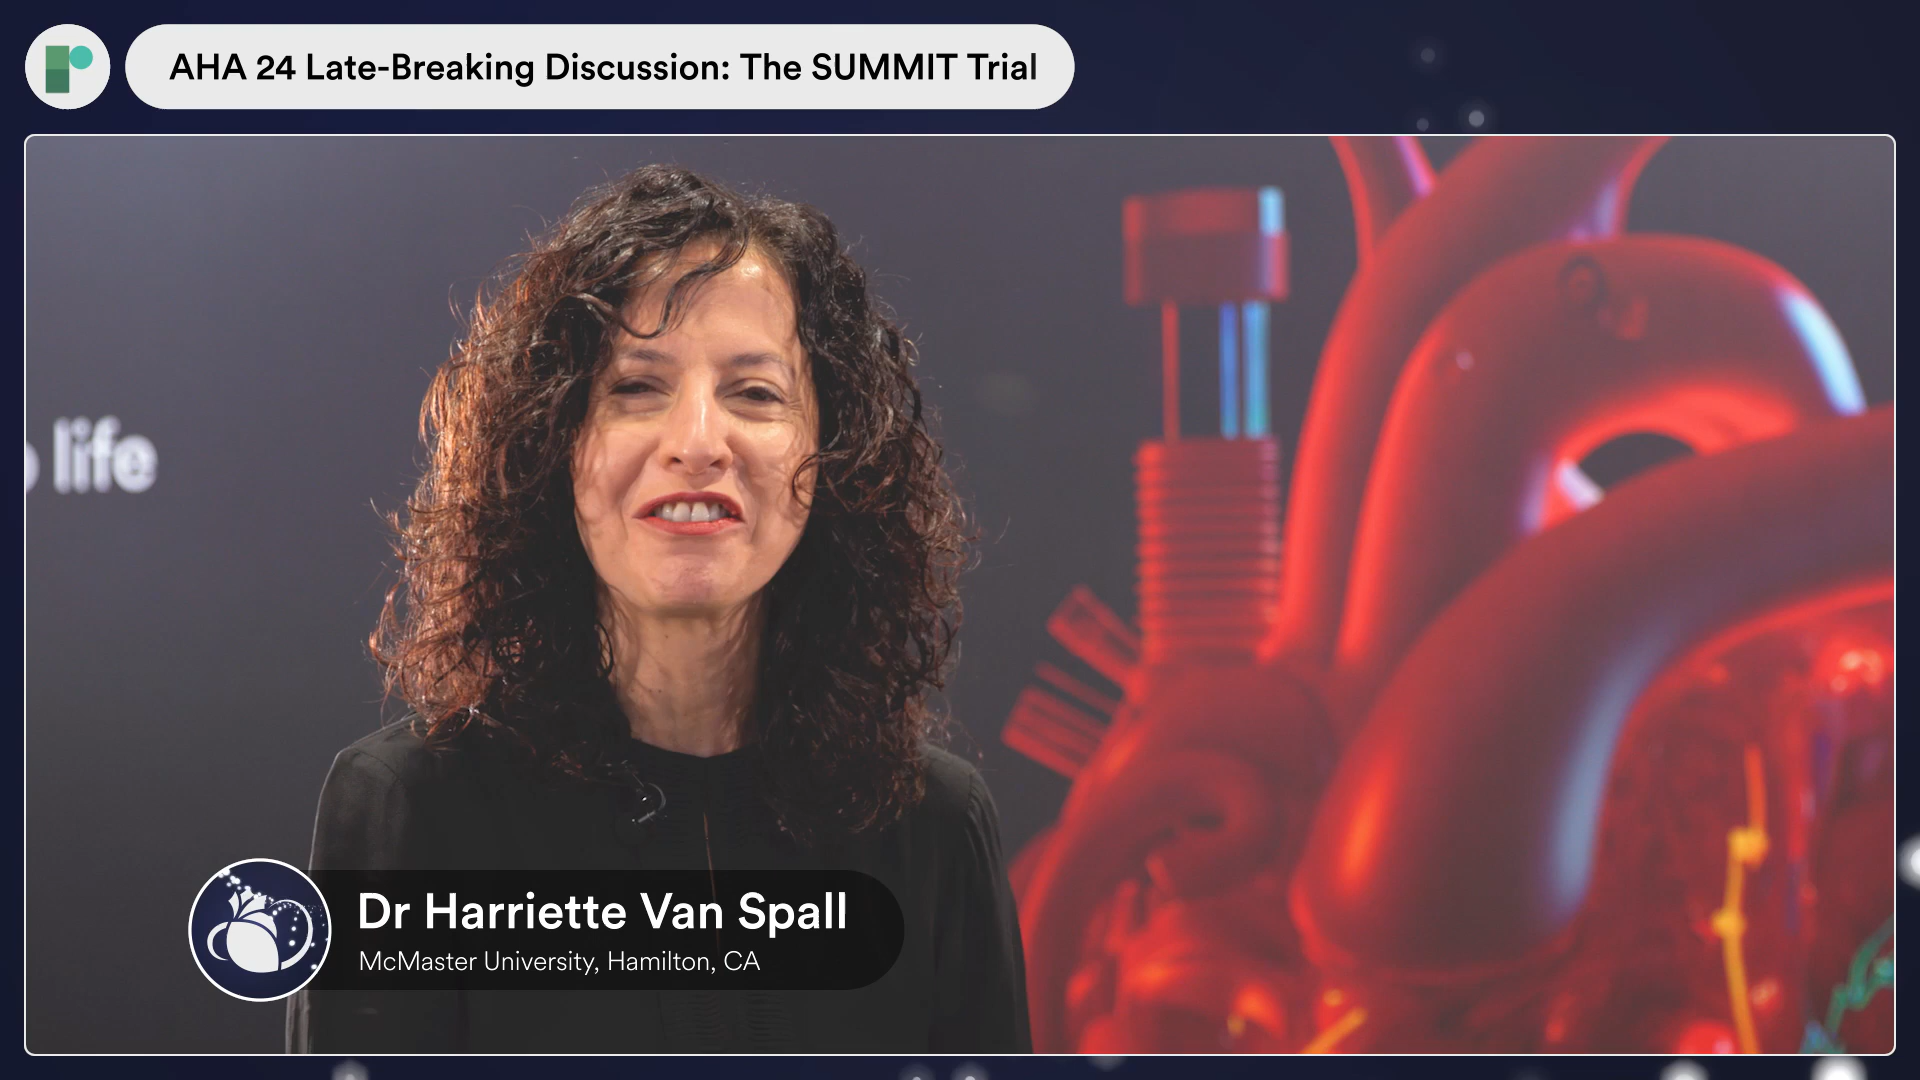 AHA 24 Late-Breaking Discussion: The SUMMIT Trial
life
Dr Harriette Van Spall
McMaster University, Hamilton, CA